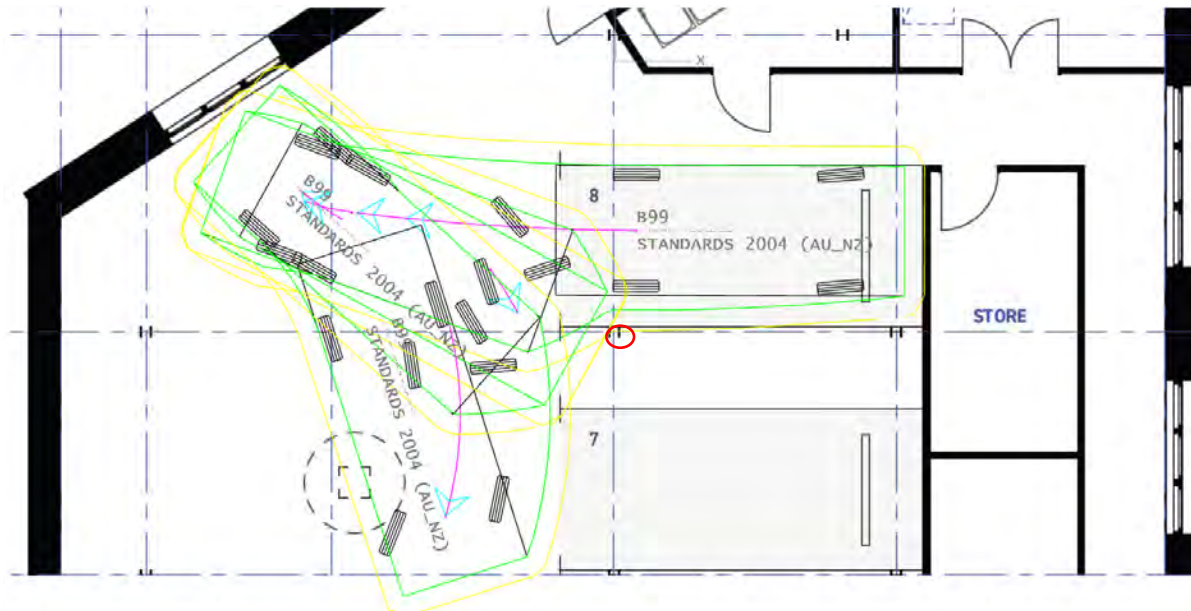 X
8
B99
STANDARDS 2004 (AU_NZ)
B99
STANDARDS 2004 (AU_NZ)
STORE
B99
STANDARDS 2004 (AU_NZ)
7